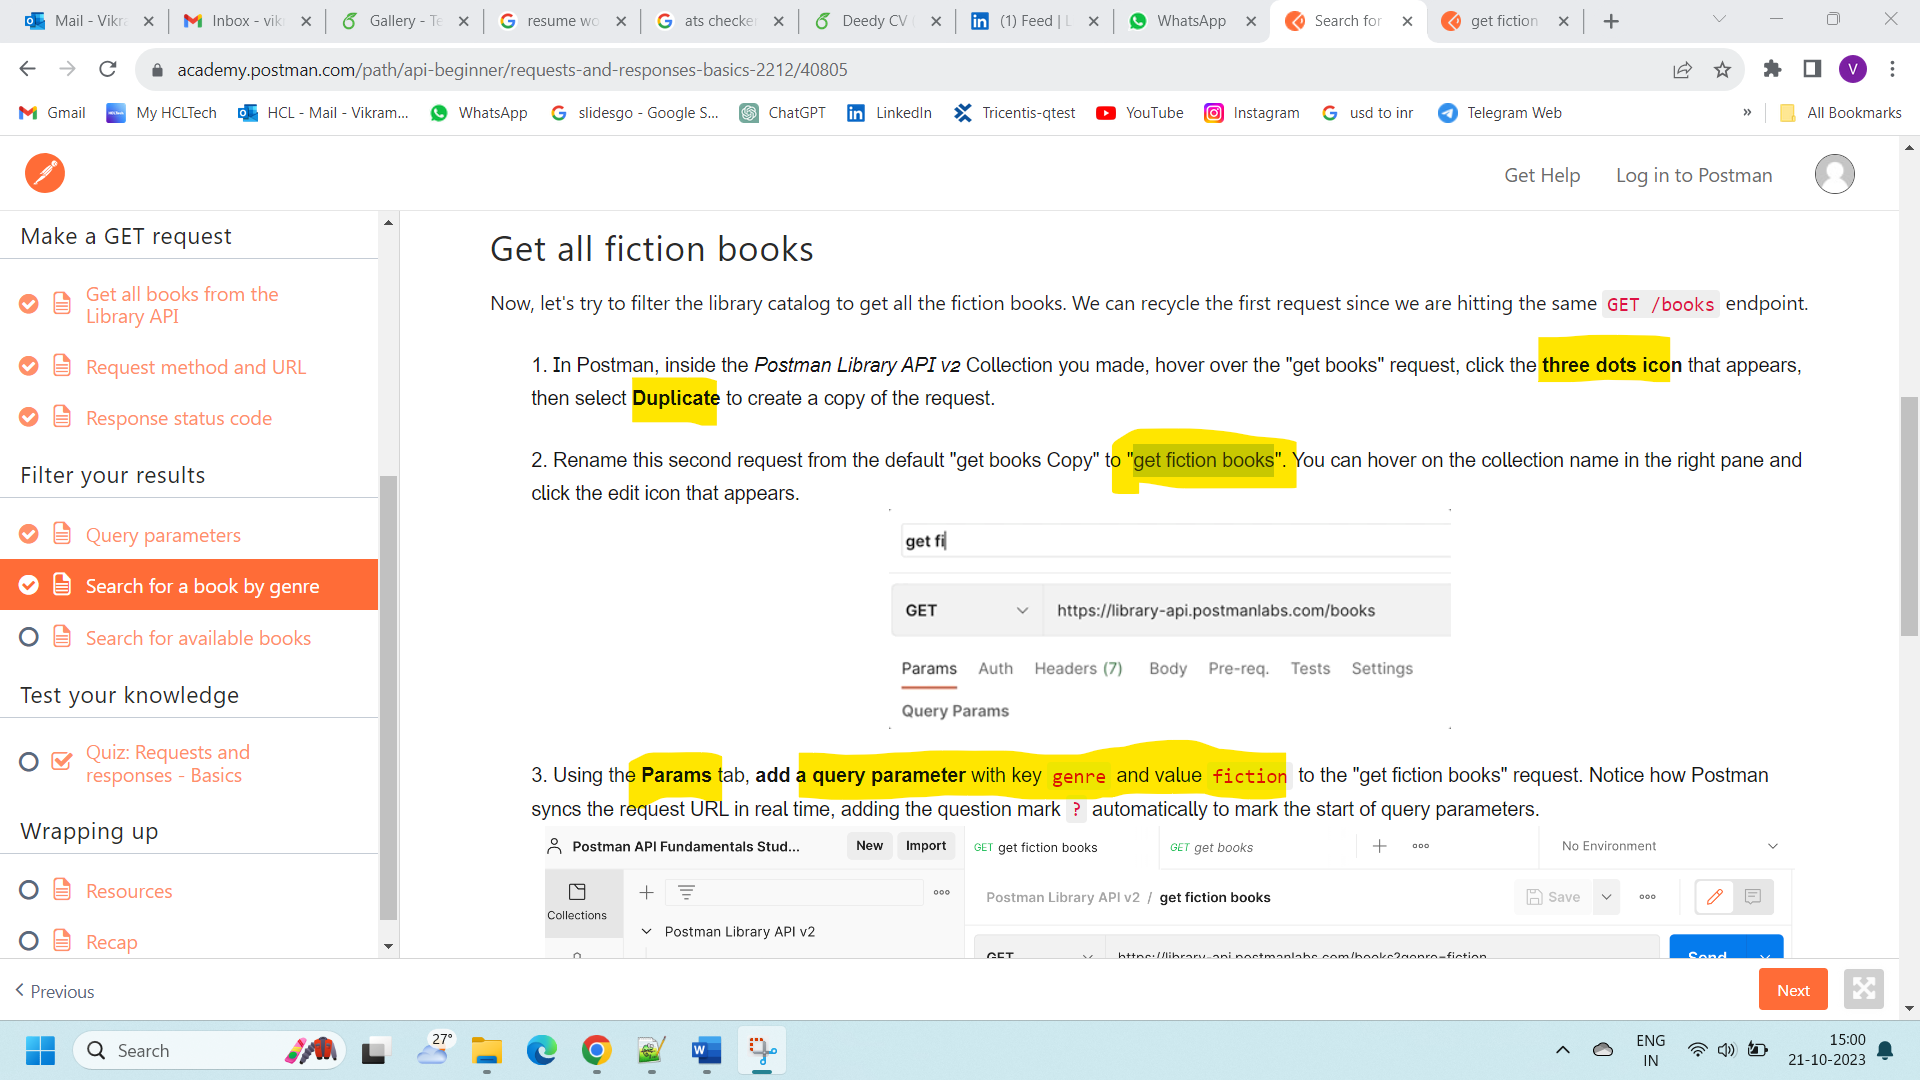 Mail - Vikra
Inbox - vik
Gallery - Te
resume wo
ats checke
Deedy CV (
(1) Feed | L
WhatsApp
Search for
get fiction
academy.postman.com/path/api-beginner/requests-and-responses-basics-2212/40805
V
Gmail
My HCLTech
HCL - Mail - Vikram...
WhatsApp
slidesgo - Google S...
ChatGPT
LinkedIn
Tricentis-qtest
YouTube
Instagram
usd to inr
Telegram Web
»
All Bookmarks
Get Help
Log in to Postman
Make a GET request
Get all books from the
Library API
Request method and URL
Response status code
Filter your results
Query parameters
Search for a book by genre
Search for available books
Test your knowledge
Quiz: Requests and
responses - Basics
Wrapping up
Resources
Recap
Get all fiction books
Now, let's try to filter the library catalog to get all the fiction books. We can recycle the first request since we are hitting the same GET /books endpoint.
1. In Postman, inside the Postman Library API v2 Collection you made, hover over the "get books" request, click the three dots icon that appears,
then select Duplicate to create a copy of the request.
2. Rename this second request from the default "get books Copy" to "get fiction books". You can hover on the collection name in the right pane and
click the edit icon that appears.
get fi
GET
https://library-api.postmanlabs.com/books
Params Auth Headers (7) Body Pre-req. Tests Settings
Query Params
3. Using the Params tab, add a query parameter with key genre and value fiction to the "get fiction books" request. Notice how Postman
syncs the request URL in real time, adding the question mark ? automatically to mark the start of query parameters.
Postman API Fundamentals Stud...
New
Import
GET get fiction books
GET get books
No Environment
Collections
Postman Library API v2 / get fiction books
Save
Postman Library API v2
GET
https://library-api.postmanlabs.com/books?genre=fiction
Send
Previous
Next
Search
27°
ENG
IN
15:00
21-10-2023